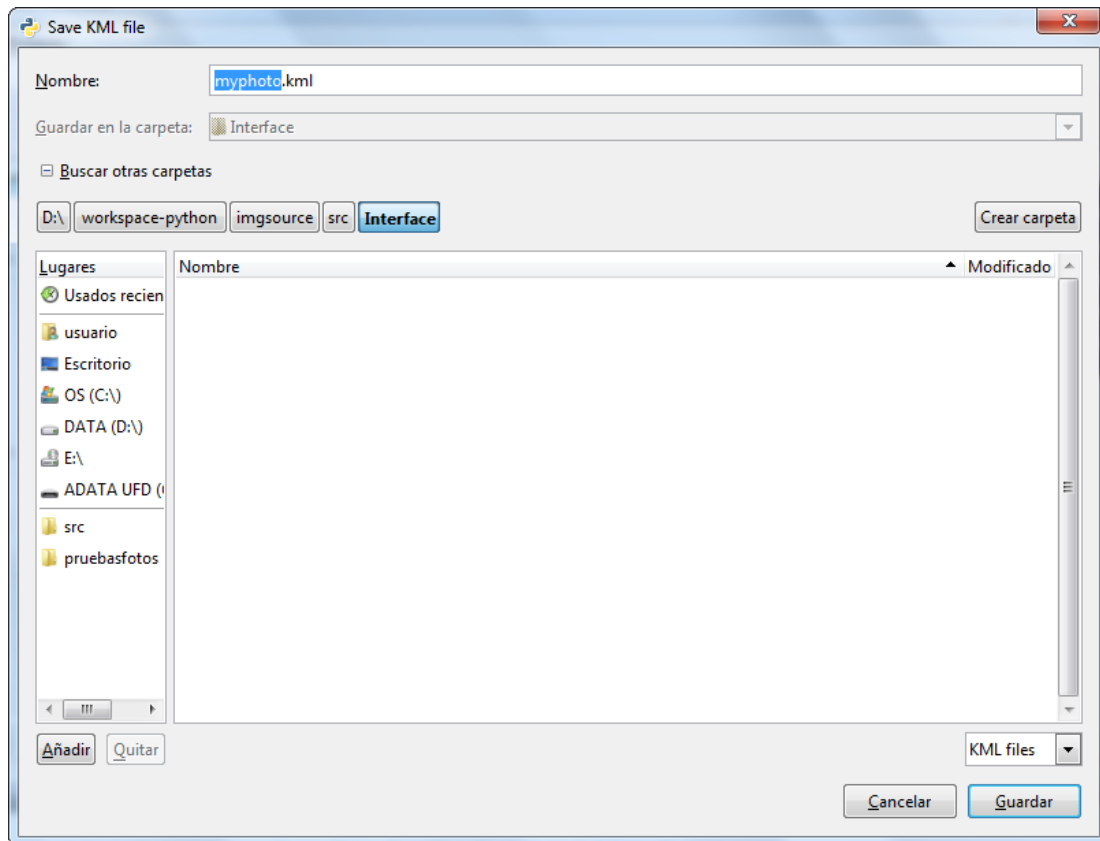 Save KML file
Nombre: myphoto.kml
Guardar en la carpeta: Interface
Buscar otras carpetas
D:\ workspace-python imgsource src Interface Crear carpeta
Lugares Nombre Modificado
Usados recien
usuario
Escritorio
OS (C:\)
DATA (D:\)
E:\
ADATA UFD (
src
pruebasfotos
Añadir Quitar KML files
Cancelar Guardar